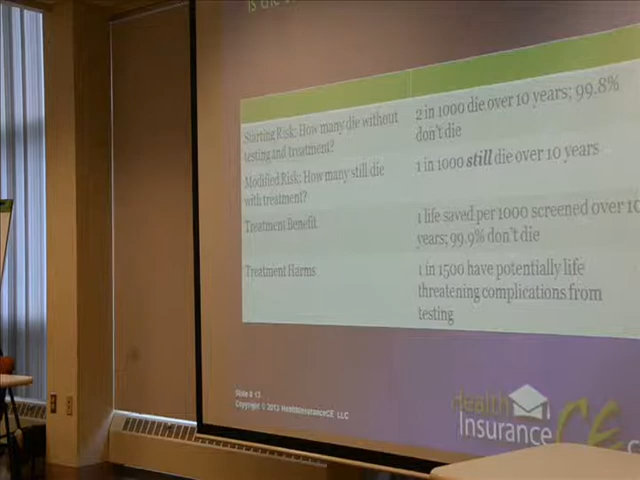 is the
Starting Risk: How many die without
testing and treatment?
2 in 1000 die over 10 years; 99.8%
don't die
Modified Risk: How many still die
with treatment?
1 in 1000 still die over 10 years
Treatment Benefit
1 life saved per 1000 screened over 10
years; 99.9% don't die
Treatment Harms
1 in 1500 have potentially life
threatening complications from
testing
Slide # 13
Copyright © 2013 HealthInsuranceCE LLC
Health
Insurance CE